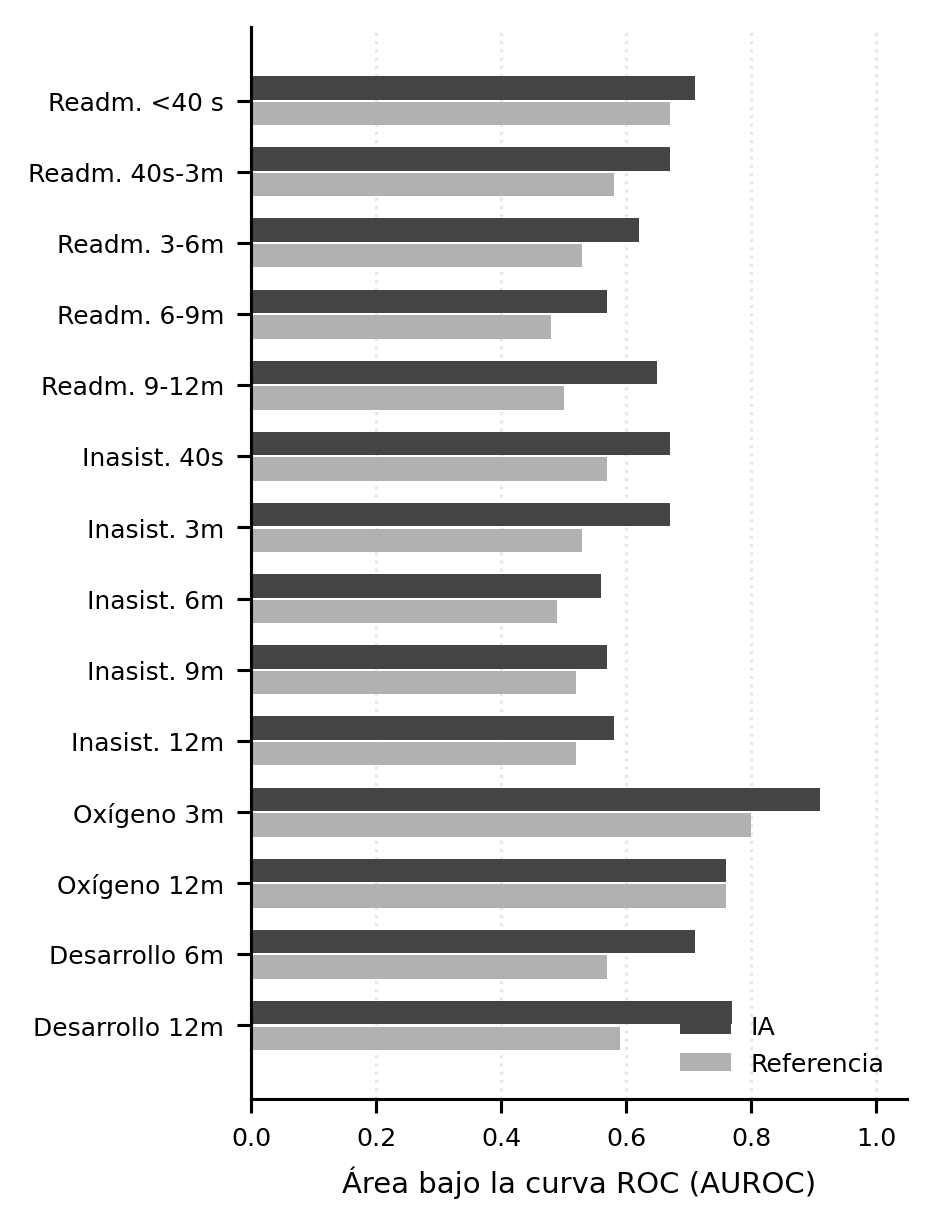 Readm. <40 s
Readm. 40s-3m
Readm. 3-6m
Readm. 6-9m
Readm. 9-12m
Inasist. 40s
Inasist. 3m
Inasist. 6m
Inasist. 9m
Inasist. 12m
Oxígeno 3m
Oxígeno 12m
Desarrollo 6m
Desarrollo 12m
IA
Referencia
0.0 0.2 0.4 0.6 0.8 1.0
Área bajo la curva ROC (AUROC)